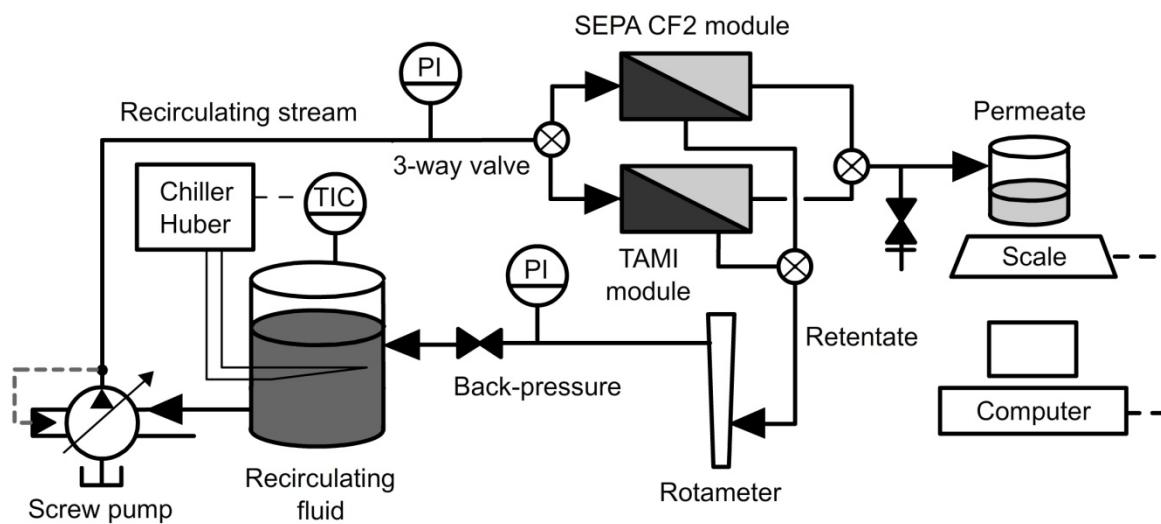 SEPA CF2 module
PI
Permeate
Recirculating stream
3-way valve
Chiller
Huber
TIC
TAMI
module
Scale
PI
Retentate
Back-pressure
Computer
Recirculating
fluid
Rotameter
Screw pump